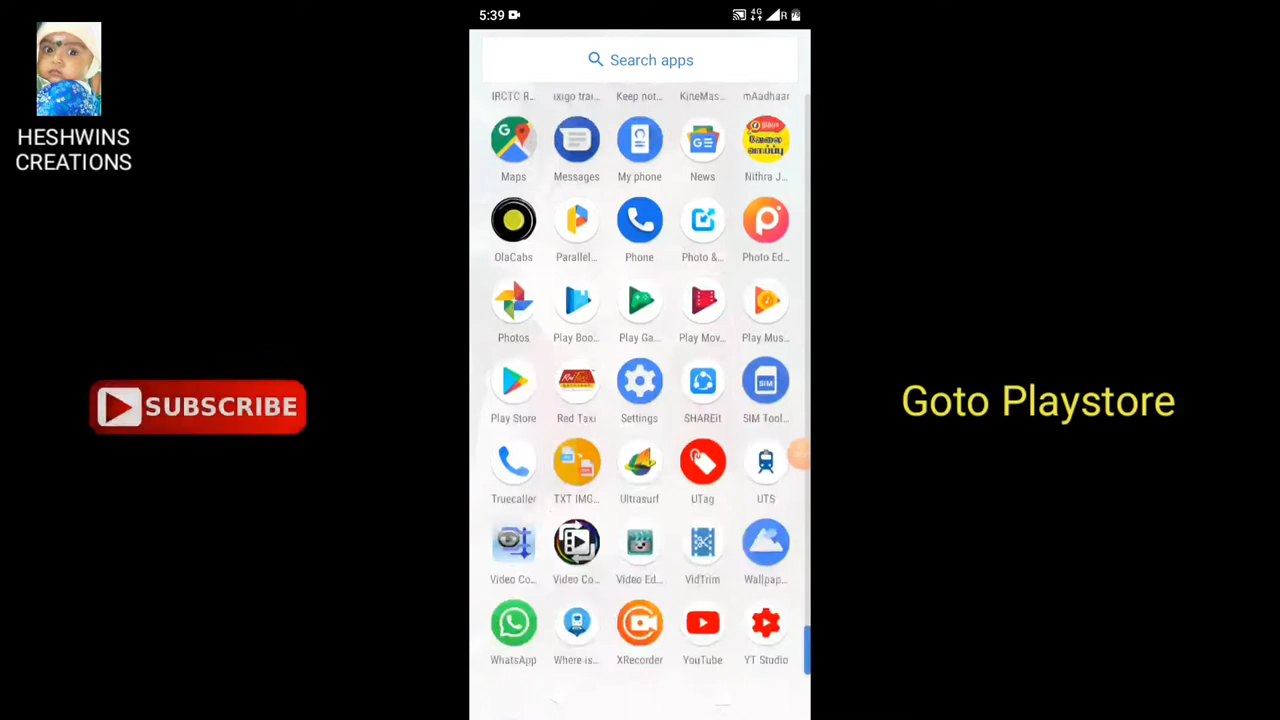 5:39
4G
R
HESHWINS
CREATIONS
Search apps
IRCTC R...
ixigo trai...
Keep not...
KineMas...
mAadhaar
வேலை
வாய்ப்பு
Maps
Messages
My phone
News
Nithra J...
OlaCabs
Parallel...
Phone
Photo &...
Photo Ed...
Photos
Play Boo...
Play Ga...
Play Mov...
Play Mus...
SUBSCRIBE
Goto Playstore
SIM
Play Store
Red Taxi
Settings
SHAREit
SIM Tool...
Truecaller
TXT IMG...
Ultrasurf
UTag
UTS
Video Co...
Video Co...
Video Ed...
VidTrim
Wallpap...
WhatsApp
Where is...
XRecorder
YouTube
YT Studio